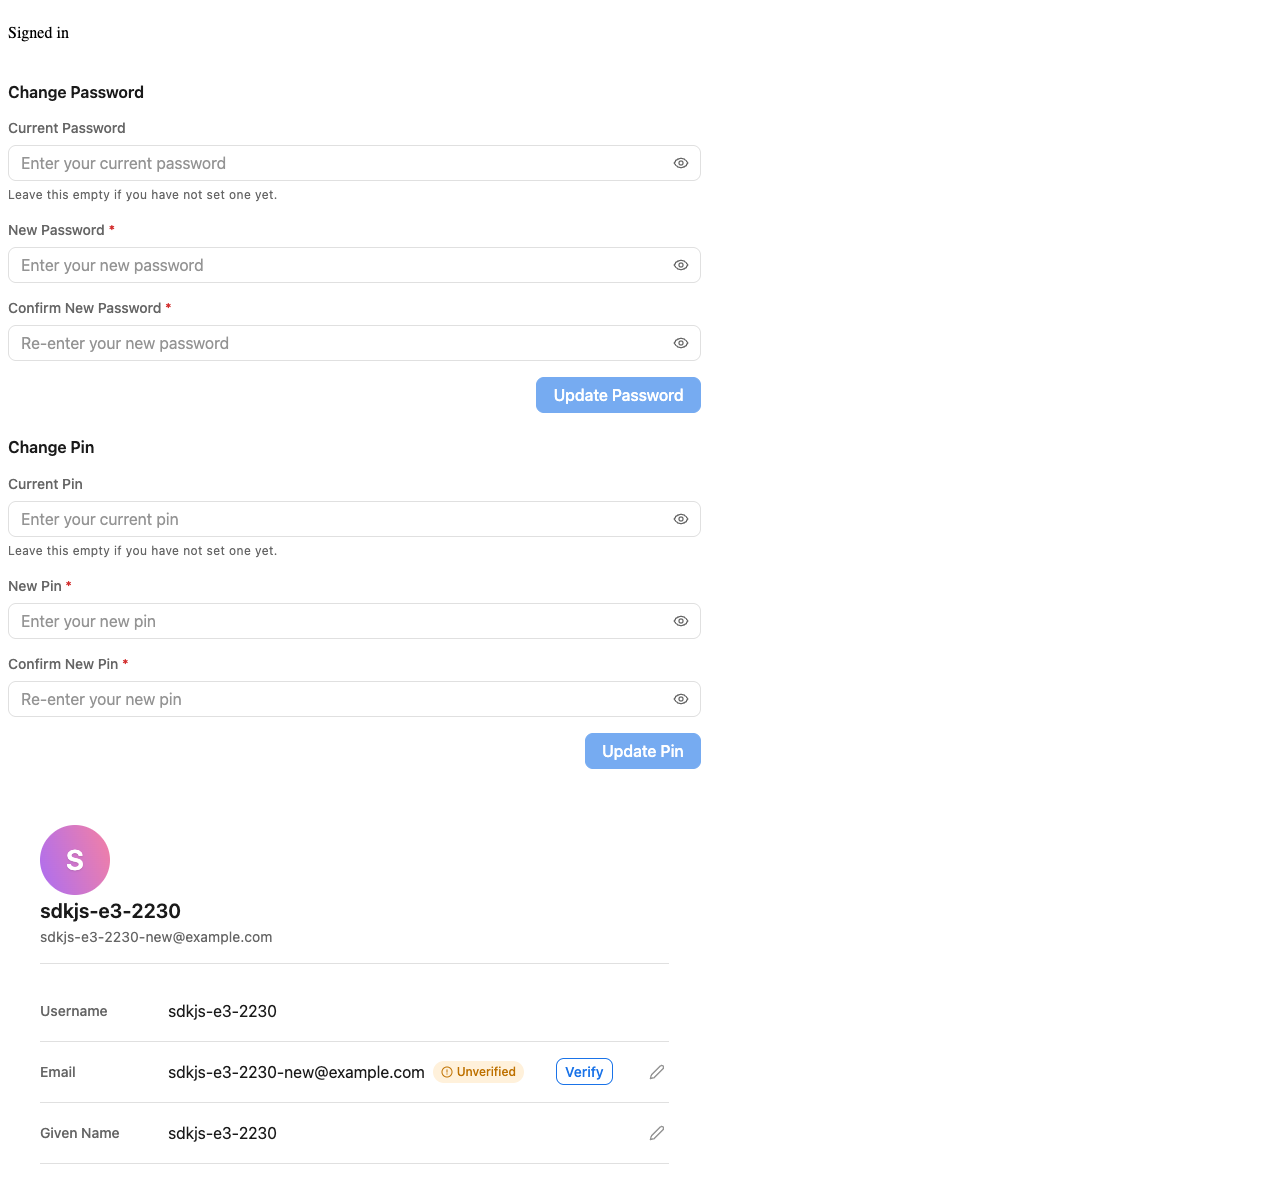 Signed in
Change Password
Current Password
Enter your current password
Leave this empty if you have not set one yet.
New Password *
Enter your new password
Confirm New Password *
Re-enter your new password
Update Password
Change Pin
Current Pin
Enter your current pin
Leave this empty if you have not set one yet.
New Pin *
Enter your new pin
Confirm New Pin *
Re-enter your new pin
Update Pin
S
sdkjs-e3-2230
sdkjs-e3-2230-new@example.com
Username sdkjs-e3-2230
Email sdkjs-e3-2230-new@example.com Unverified Verify
Given Name sdkjs-e3-2230